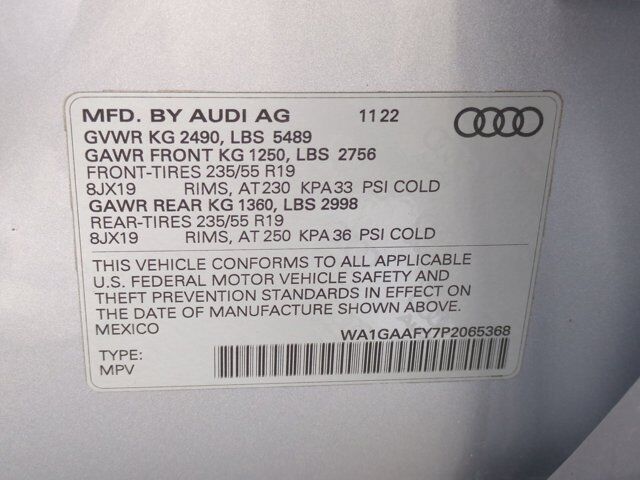 MFD. BY AUDI AG 11 22
GVWR KG 2490, LBS 5489
GAWR FRONT KG 1250, LBS 2756
FRONT-TIRES 235/55 R19
8JX19 RIMS, AT 230 KPA 33 PSI COLD
GAWR REAR KG 1360, LBS 2998
REAR-TIRES 235/55 R19
8JX19 RIMS, AT 250 KPA 36 PSI COLD
THIS VEHICLE CONFORMS TO ALL APPLICABLE
U.S. FEDERAL MOTOR VEHICLE SAFETY AND
THEFT PREVENTION STANDARDS IN EFFECT ON
THE DATE OF MANUFACTURE SHOWN ABOVE.
MEXICO WA1GAAFY7P2065368
TYPE:
MPV